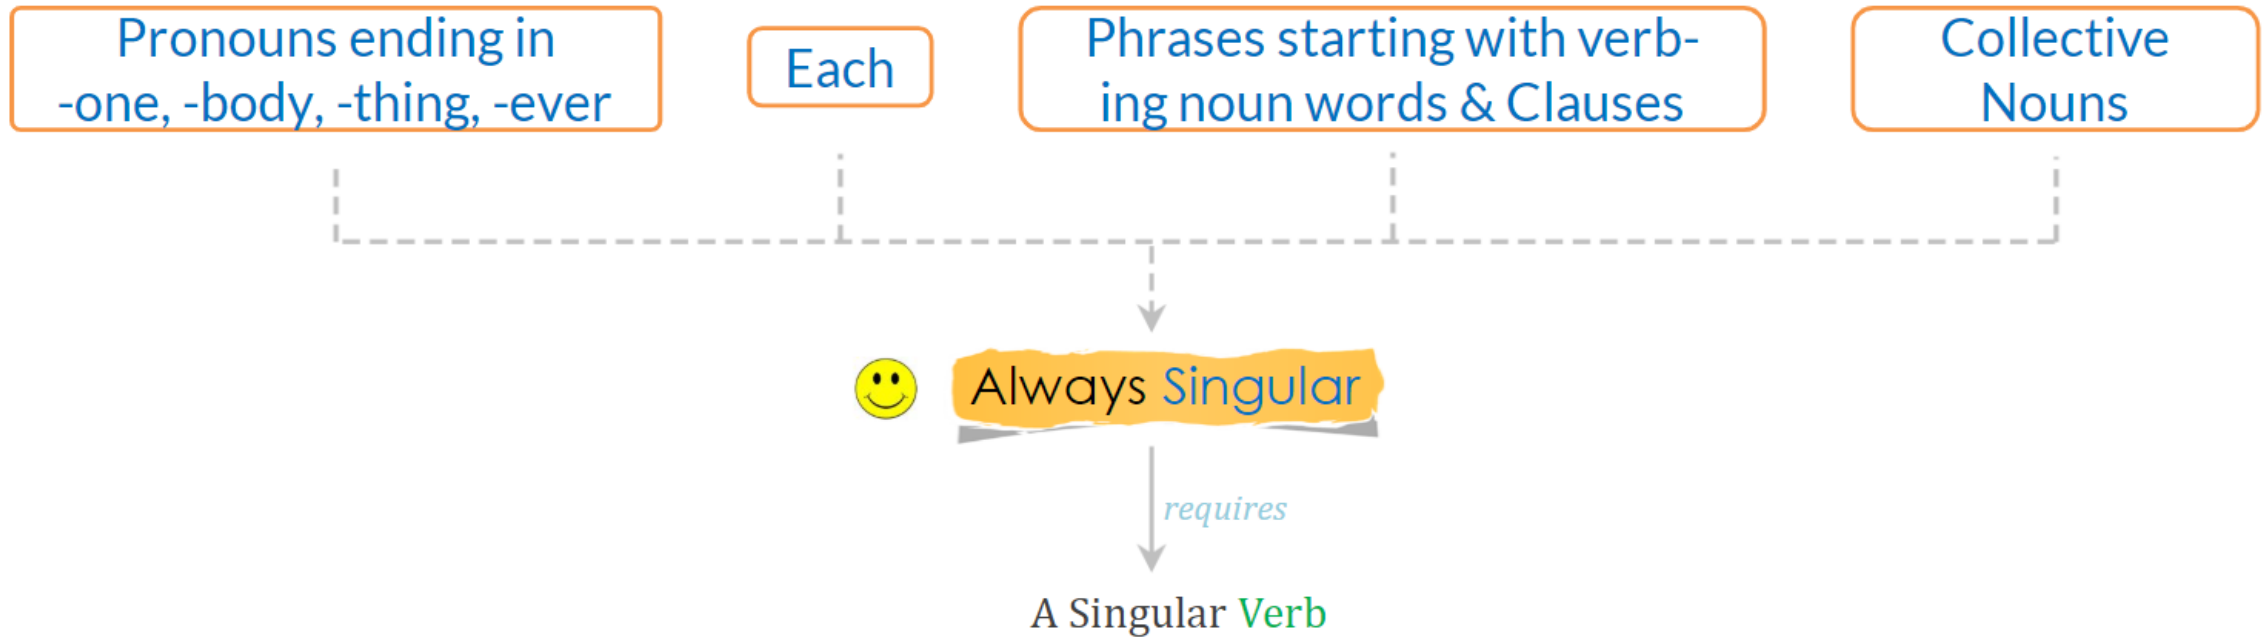 Pronouns ending in
-one, -body, -thing, -ever
Each
Phrases starting with verb-
ing noun words & Clauses
Collective
Nouns
Always Singular
requires
A Singular Verb